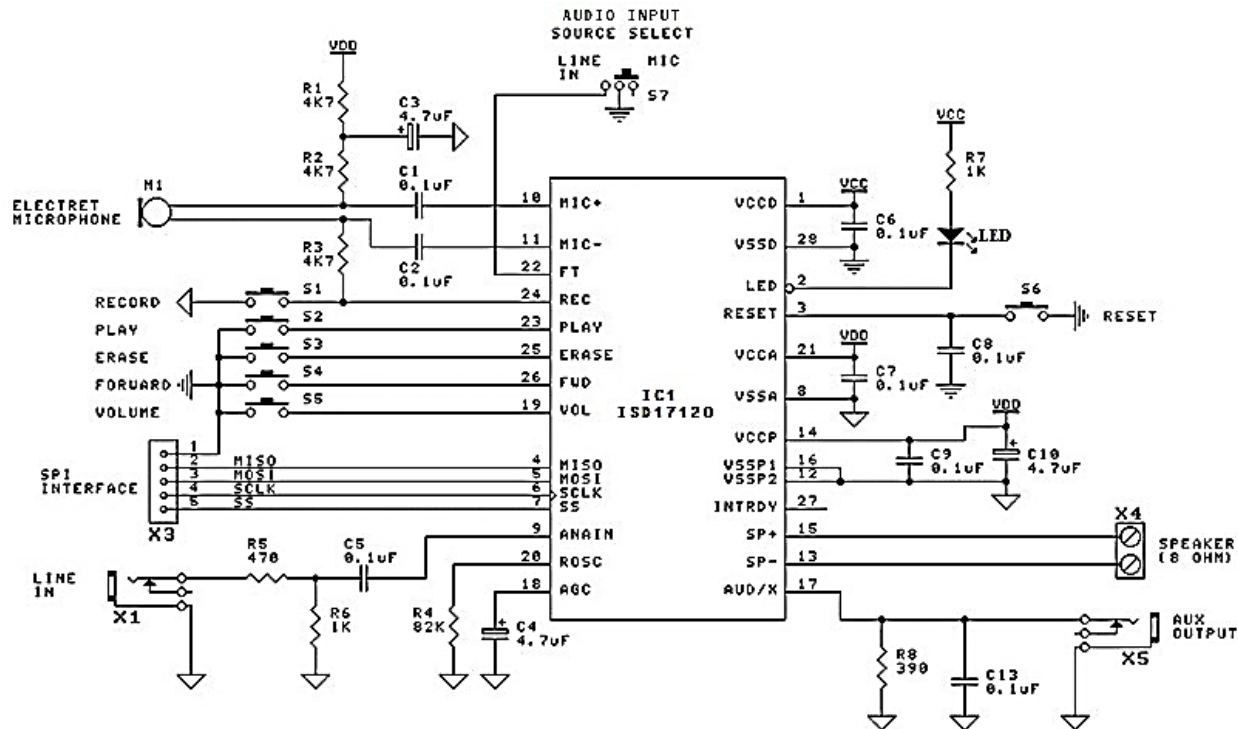 AUDIO INPUT
SOURCE SELECT
LINE
IN
MIC
S7
VDD
R1
4K7
C3
4.7uF
+
R2
4K7
C1
0.1uF
M1
ELECTRET
MICROPHONE
R3
4K7
C2
0.1uF
RECORD
S1
PLAY
S2
ERASE
S3
FORWARD
S4
VOLUME
S5
SPI
INTERFACE
X3
1
2
3
4
5
MISO
MOSI
SCLK
SS
LINE
IN
X1
R5
470
R6
1K
C5
0.1uF
R4
82K
C4
4.7uF
+
10 MIC+
11 MIC-
22 FT
24 REC
23 PLAY
25 ERASE
26 FWD
19 VOL
4 MISO
5 MOSI
6 SCLK
7 SS
9 ANAIN
20 ROSC
18 AGC
IC1
ISD17120
VCCD 1
VSSD 28
LED 2
RESET 3
VCCA 21
VSSA 8
VCCP 14
VSSP1 16
VSSP2 12
INTRDY 27
SP+ 15
SP- 13
AUD/X 17
VCC
C6
0.1uF
VCC
R7
1K
LED
S6
RESET
C8
0.1uF
VDD
C7
0.1uF
VDD
C9
0.1uF
+
C10
4.7uF
X4
SPEAKER
(8 OHM)
R8
390
C13
0.1uF
AUX
OUTPUT
X5